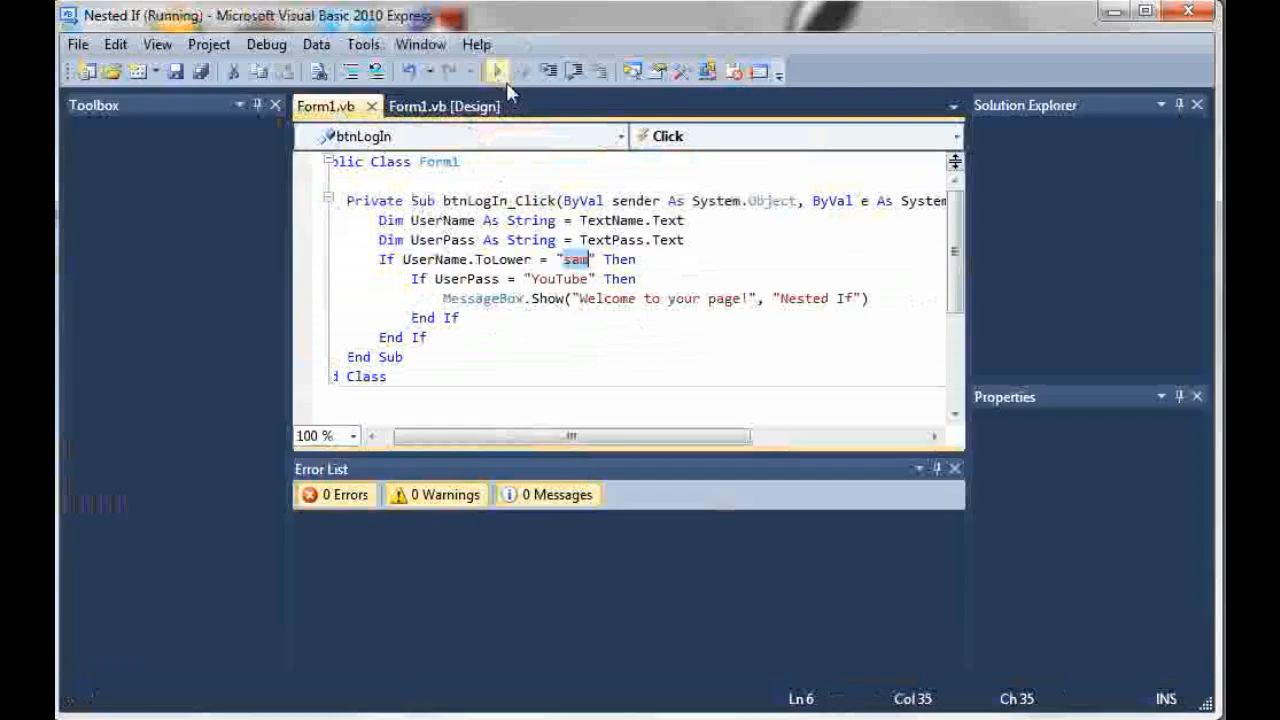 Nested If (Running) - Microsoft Visual Basic 2010 Express
File Edit View Project Debug Data Tools Window Help
Toolbox
Form1.vb Form1.vb [Design]
Solution Explorer
btnLogIn Click
blic Class Form1
Private Sub btnLogIn_Click(ByVal sender As System.Object, ByVal e As System
Dim UserName As String = TextName.Text
Dim UserPass As String = TextPass.Text
If UserName.ToLower = "sam" Then
If UserPass = "YouTube" Then
MessageBox.Show("Welcome to your page!", "Nested If")
End If
End If
End Sub
d Class
Properties
100 %
Error List
0 Errors 0 Warnings 0 Messages
Ln 6 Col 35 Ch 35 INS